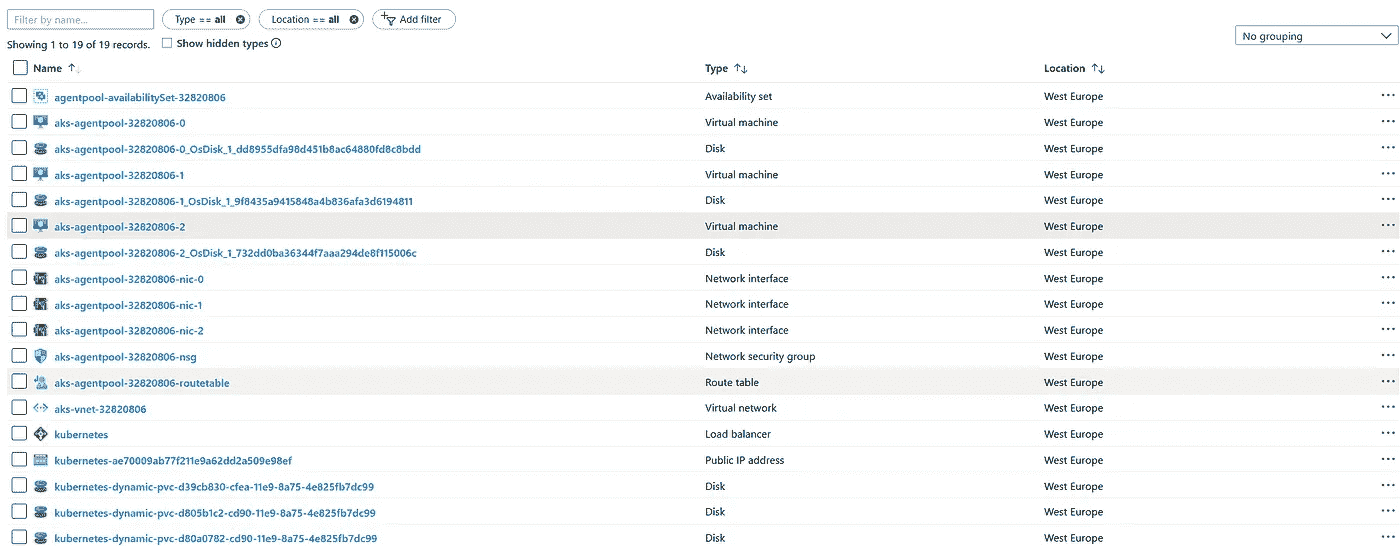 Filter by name... Type == all Location == all Add filter
Showing 1 to 19 of 19 records. Show hidden types No grouping
Name Type Location
agentpool-availabilitySet-32820806 Availability set West Europe
aks-agentpool-32820806-0 Virtual machine West Europe
aks-agentpool-32820806-0_OsDisk_1_dd8955dfa98d451b8ac64880fd8c8bdd Disk West Europe
aks-agentpool-32820806-1 Virtual machine West Europe
aks-agentpool-32820806-1_OsDisk_1_9f8435a9415848a4b836afa3d6194811 Disk West Europe
aks-agentpool-32820806-2 Virtual machine West Europe
aks-agentpool-32820806-2_OsDisk_1_732dd0ba36344f7aaa294de8f115006c Disk West Europe
aks-agentpool-32820806-nic-0 Network interface West Europe
aks-agentpool-32820806-nic-1 Network interface West Europe
aks-agentpool-32820806-nic-2 Network interface West Europe
aks-agentpool-32820806-nsg Network security group West Europe
aks-agentpool-32820806-routetable Route table West Europe
aks-vnet-32820806 Virtual network West Europe
kubernetes Load balancer West Europe
kubernetes-ae70009ab77f211e9a62dd2a509e98ef Public IP address West Europe
kubernetes-dynamic-pvc-d39cb830-cfea-11e9-8a75-4e825fb7dc99 Disk West Europe
kubernetes-dynamic-pvc-d805b1c2-cd90-11e9-8a75-4e825fb7dc99 Disk West Europe
kubernetes-dynamic-pvc-d80a0782-cd90-11e9-8a75-4e825fb7dc99 Disk West Europe